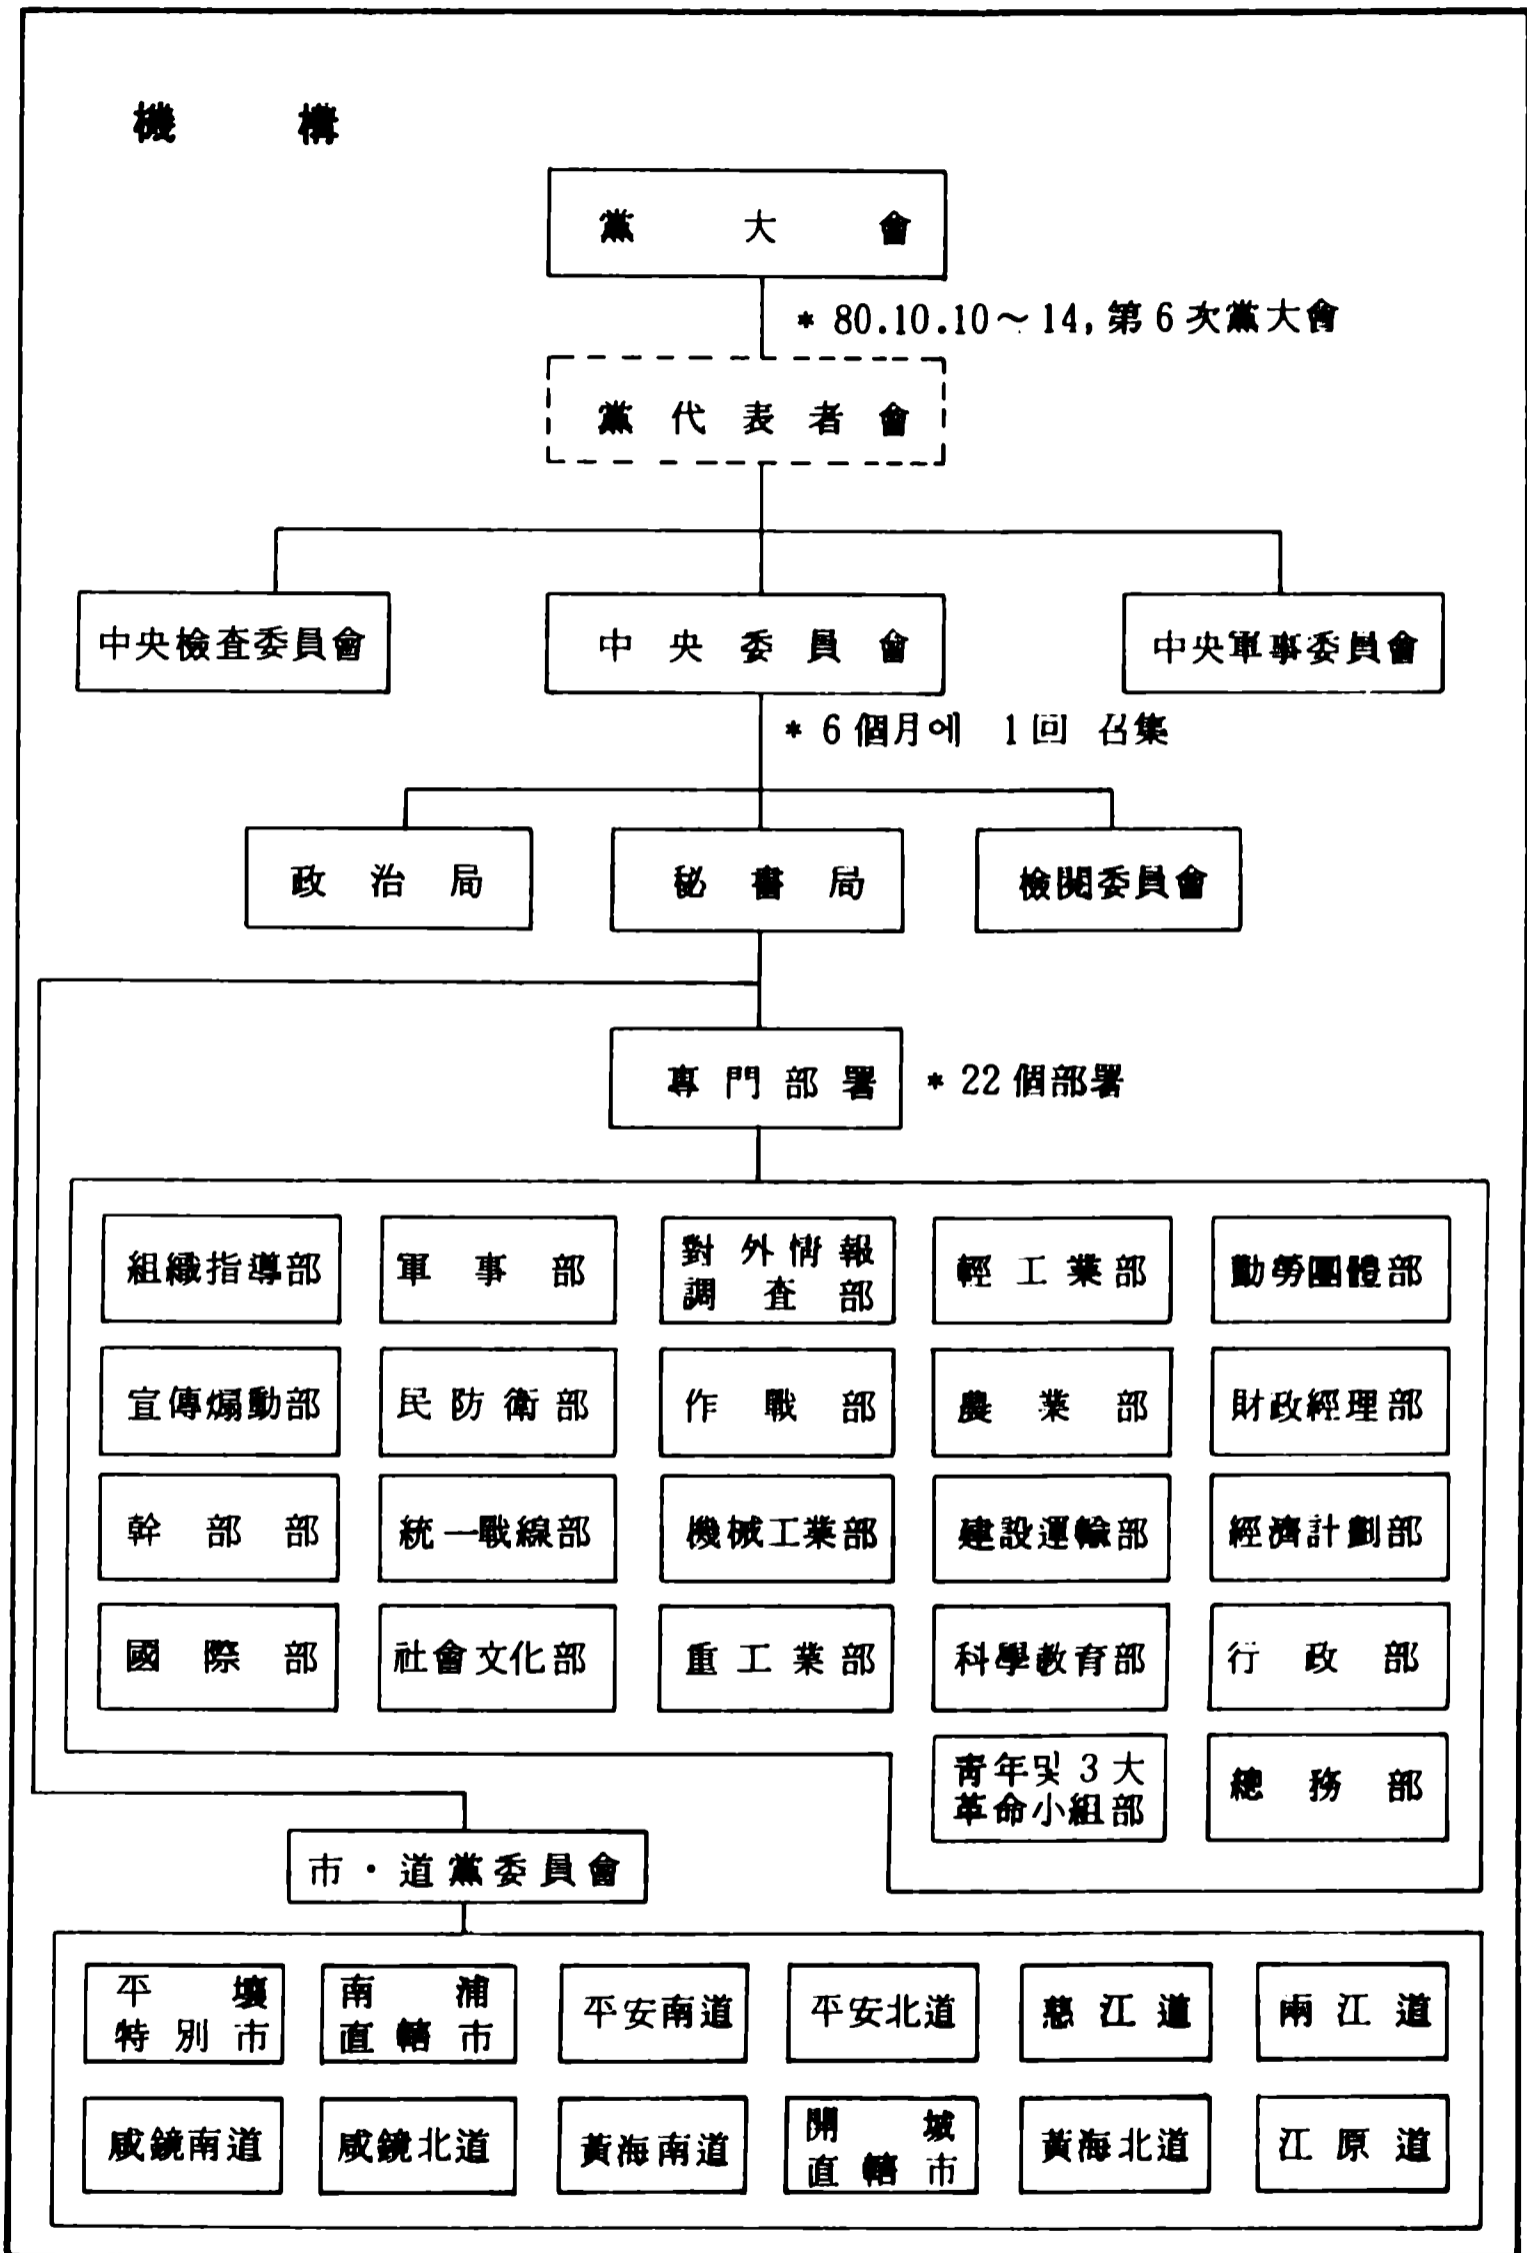 機構
黨大會
* 80.10.10～14, 第6次黨大會
黨代表者會
中央檢査委員會
中央委員會
中央軍事委員會
* 6個月에 1回 召集
政治局
秘書局
檢閱委員會
專門部署
* 22個部署
組織指導部
軍事部
對外情報
調査部
輕工業部
勤勞團體部
宣傳煽動部
民防衛部
作戰部
農業部
財政經理部
幹部部
統一戰線部
機械工業部
建設運輸部
經濟計劃部
國際部
社會文化部
重工業部
科學敎育部
行政部
靑年및 3大
革命小組部
總務部
市・道黨委員會
平壤
特別市
南浦
直轄市
平安南道
平安北道
慈江道
兩江道
咸鏡南道
咸鏡北道
黃海南道
開城
直轄市
黃海北道
江原道